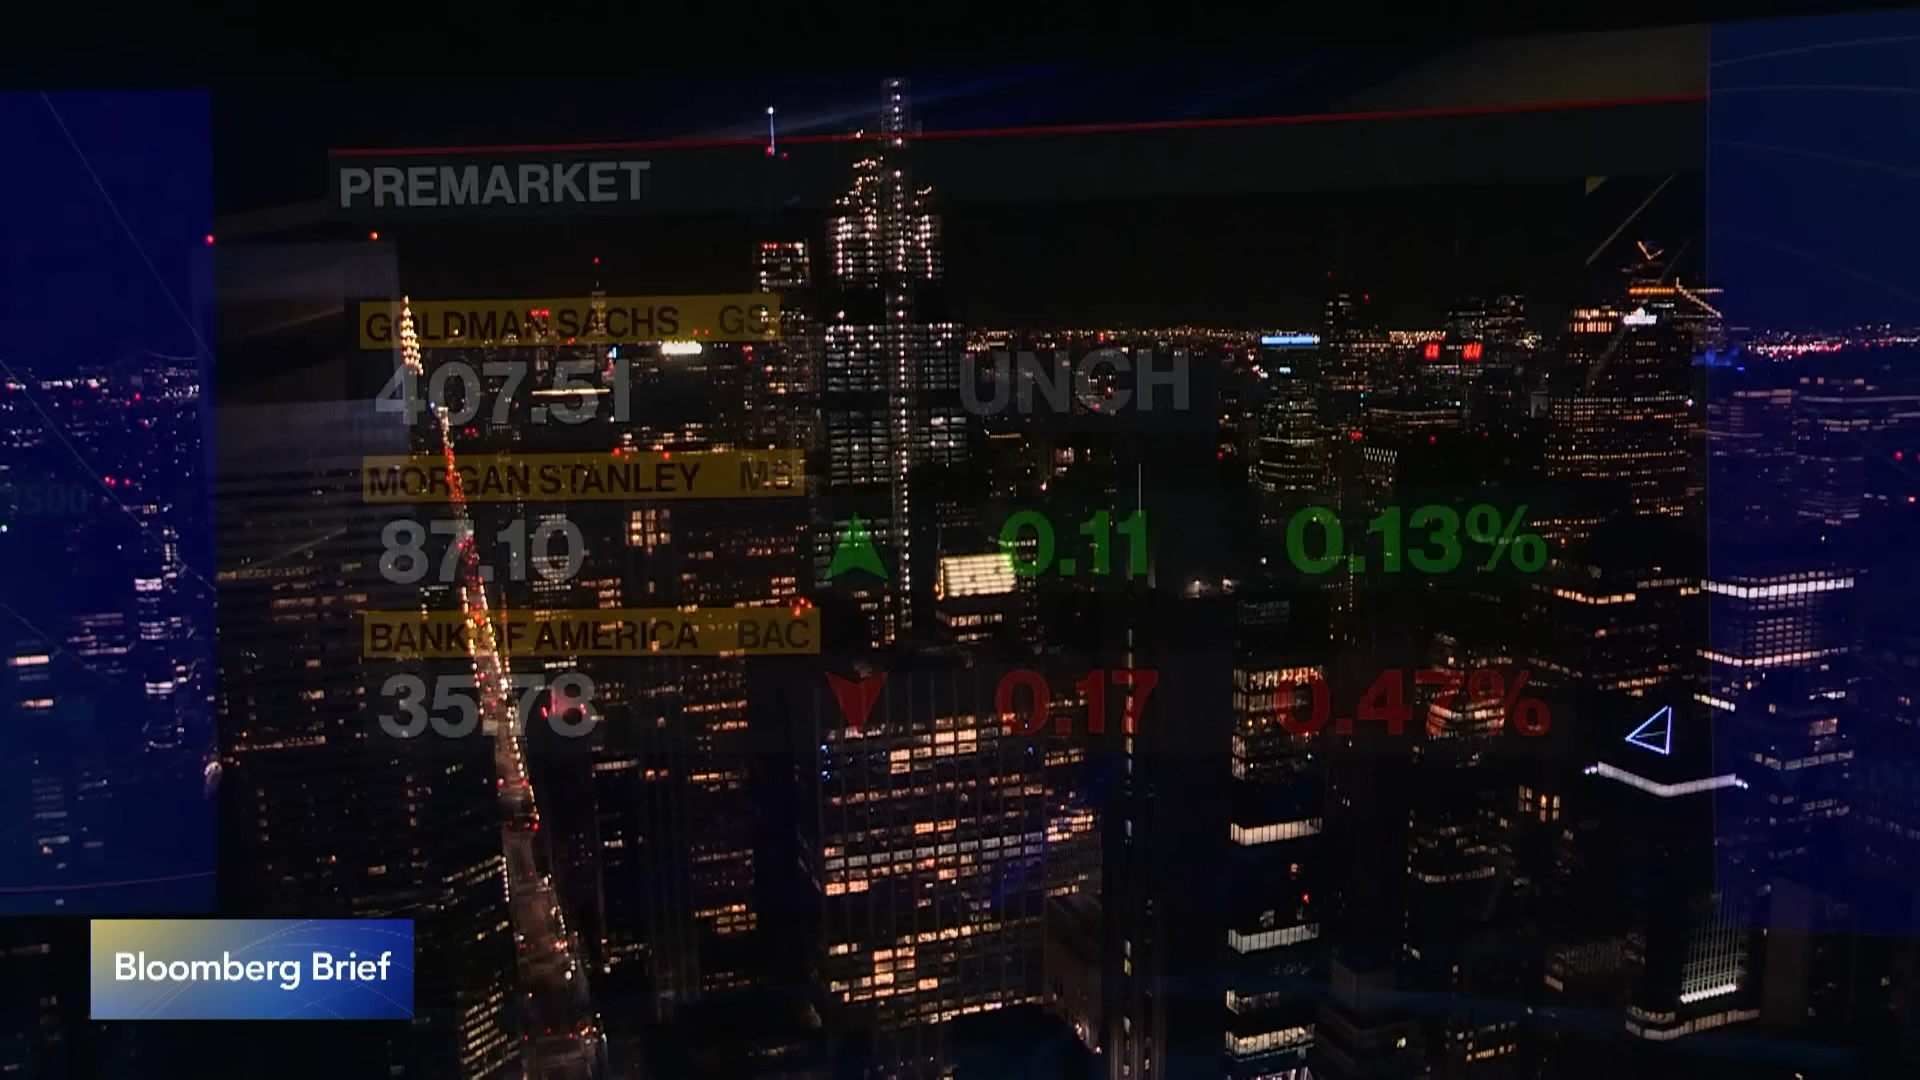 PREMARKET
GOLDMAN SACHS GS
407.51 UNCH
MORGAN STANLEY MS
87.10 0.11 0.13%
BANK OF AMERICA BAC
35.78 0.17 0.47%
Bloomberg Brief